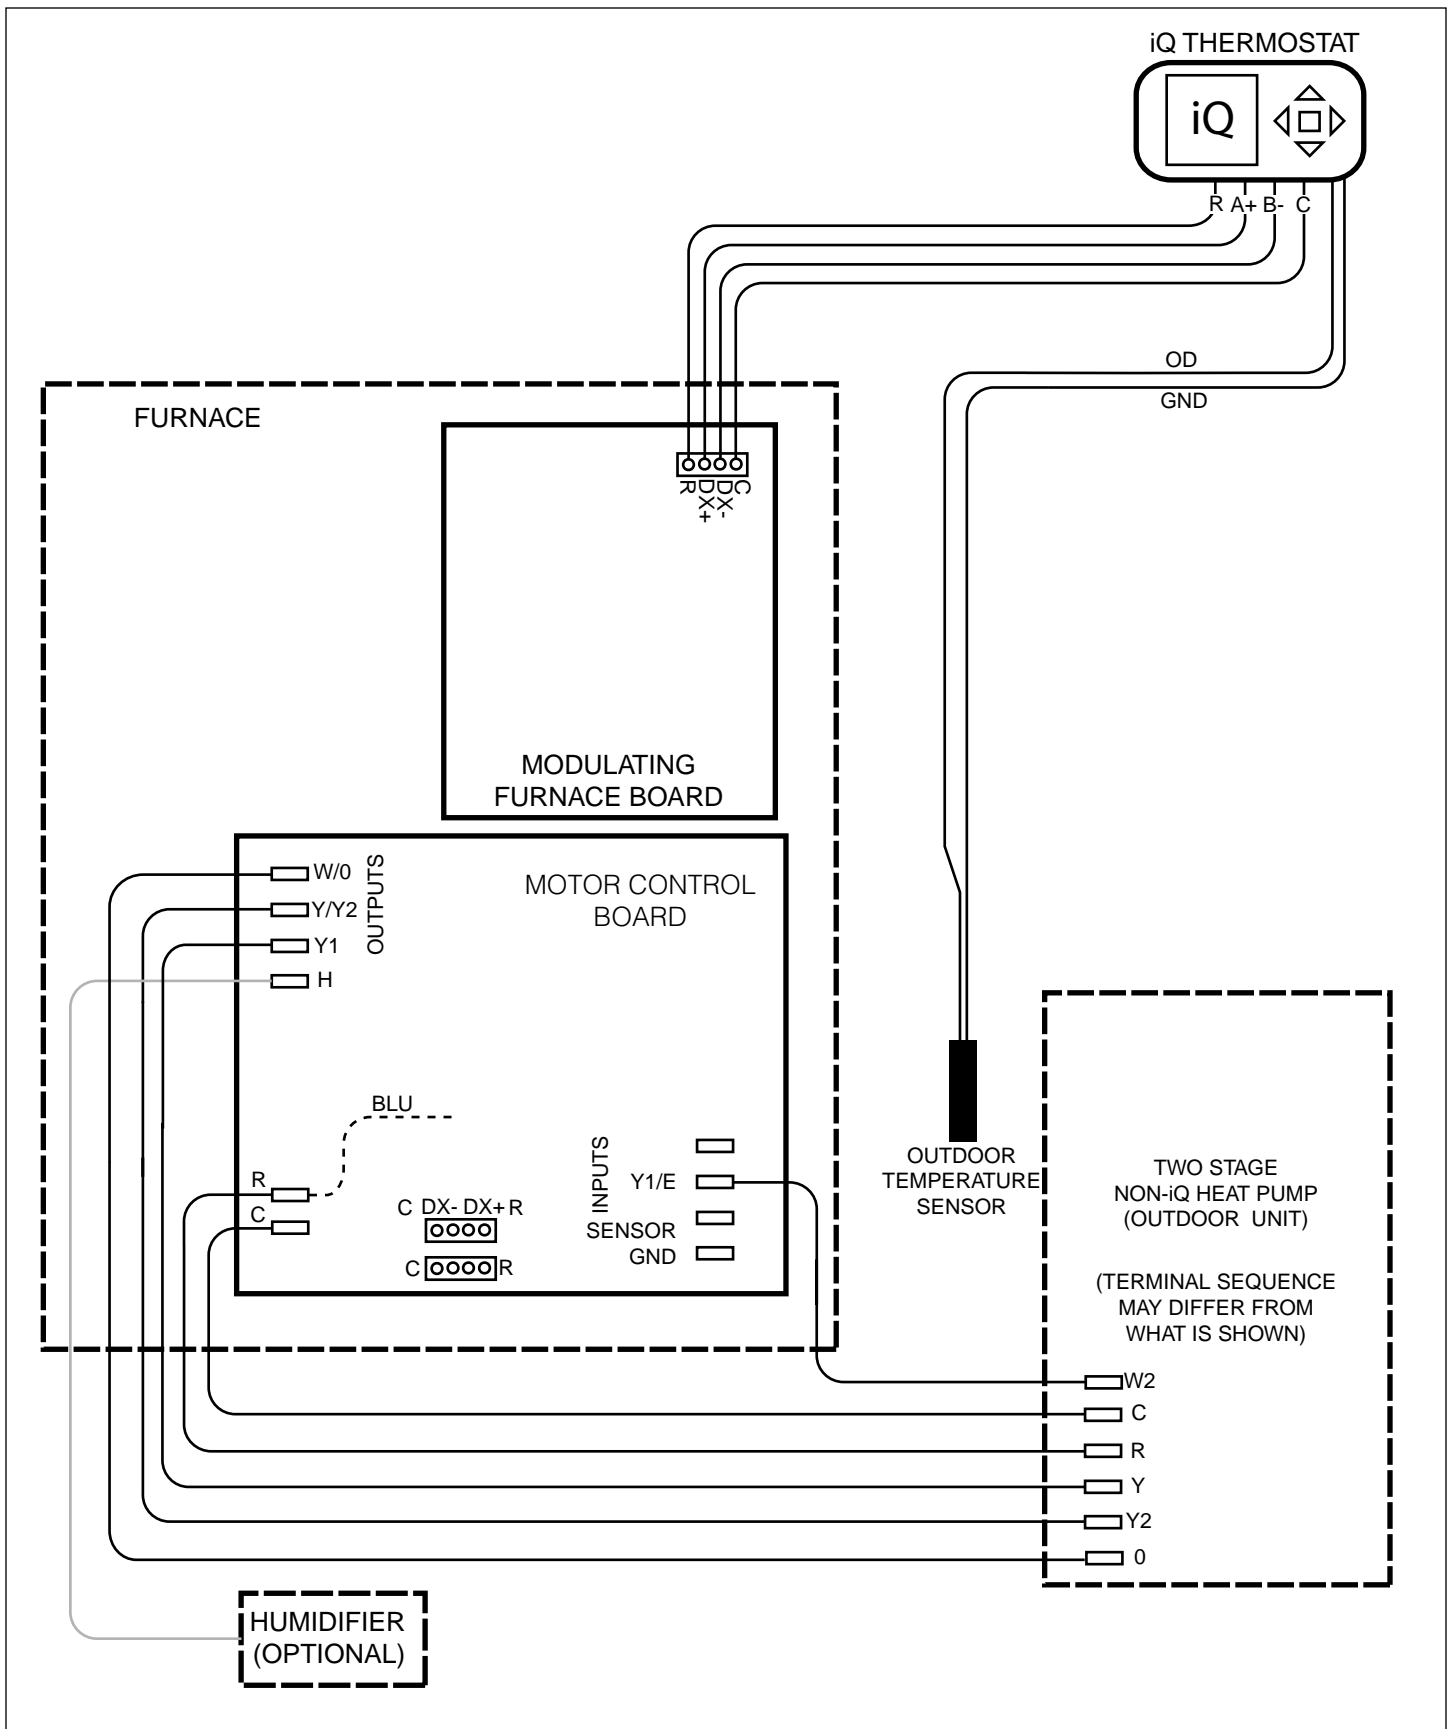 iQ THERMOSTAT
iQ
R A+ B- C
OD
GND
FURNACE
R
DX+
DX-
C
MODULATING
FURNACE BOARD
W/0
Y/Y2
Y1
H
OUTPUTS
MOTOR CONTROL
BOARD
BLU
R
C
C DX- DX+ R
C R
INPUTS
Y1/E
SENSOR
GND
OUTDOOR
TEMPERATURE
SENSOR
TWO STAGE
NON-iQ HEAT PUMP
(OUTDOOR UNIT)
(TERMINAL SEQUENCE
MAY DIFFER FROM
WHAT IS SHOWN)
W2
C
R
Y
Y2
0
HUMIDIFIER
(OPTIONAL)